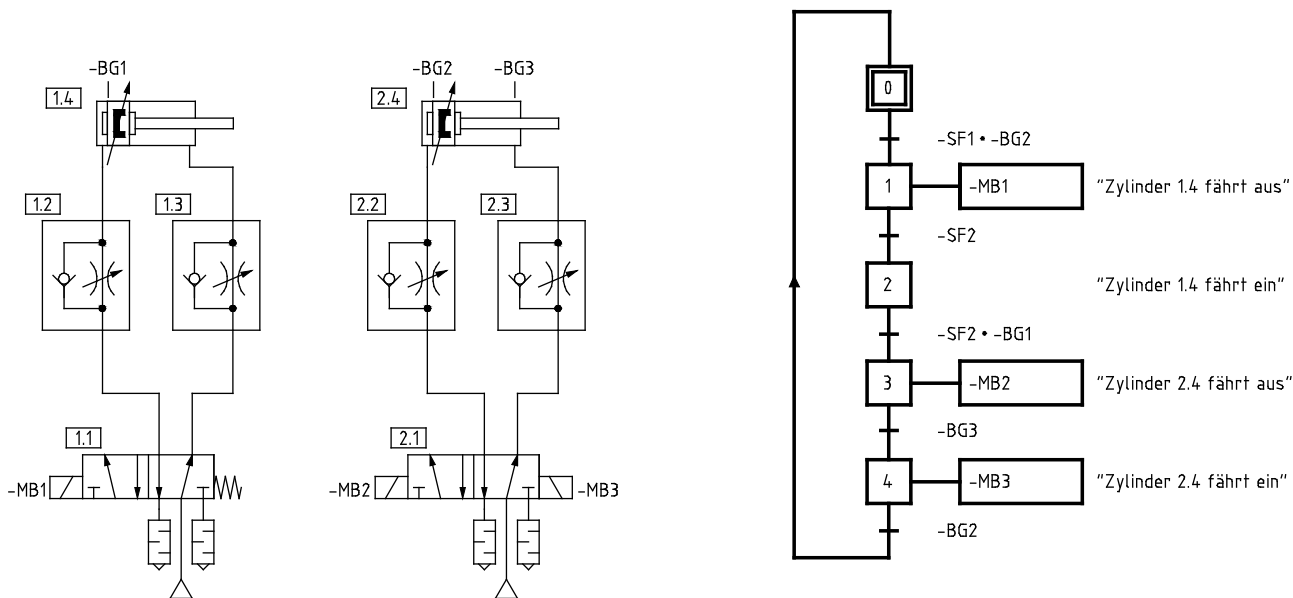 -BG1
1.4
1.2
1.3
1.1
-MB1
-BG2
-BG3
2.4
2.2
2.3
2.1
-MB2
-MB3
0
-SF1 • -BG2
1
-MB1
"Zylinder 1.4 fährt aus"
-SF2
2
"Zylinder 1.4 fährt ein"
-SF2 • -BG1
3
-MB2
"Zylinder 2.4 fährt aus"
-BG3
4
-MB3
"Zylinder 2.4 fährt ein"
-BG2